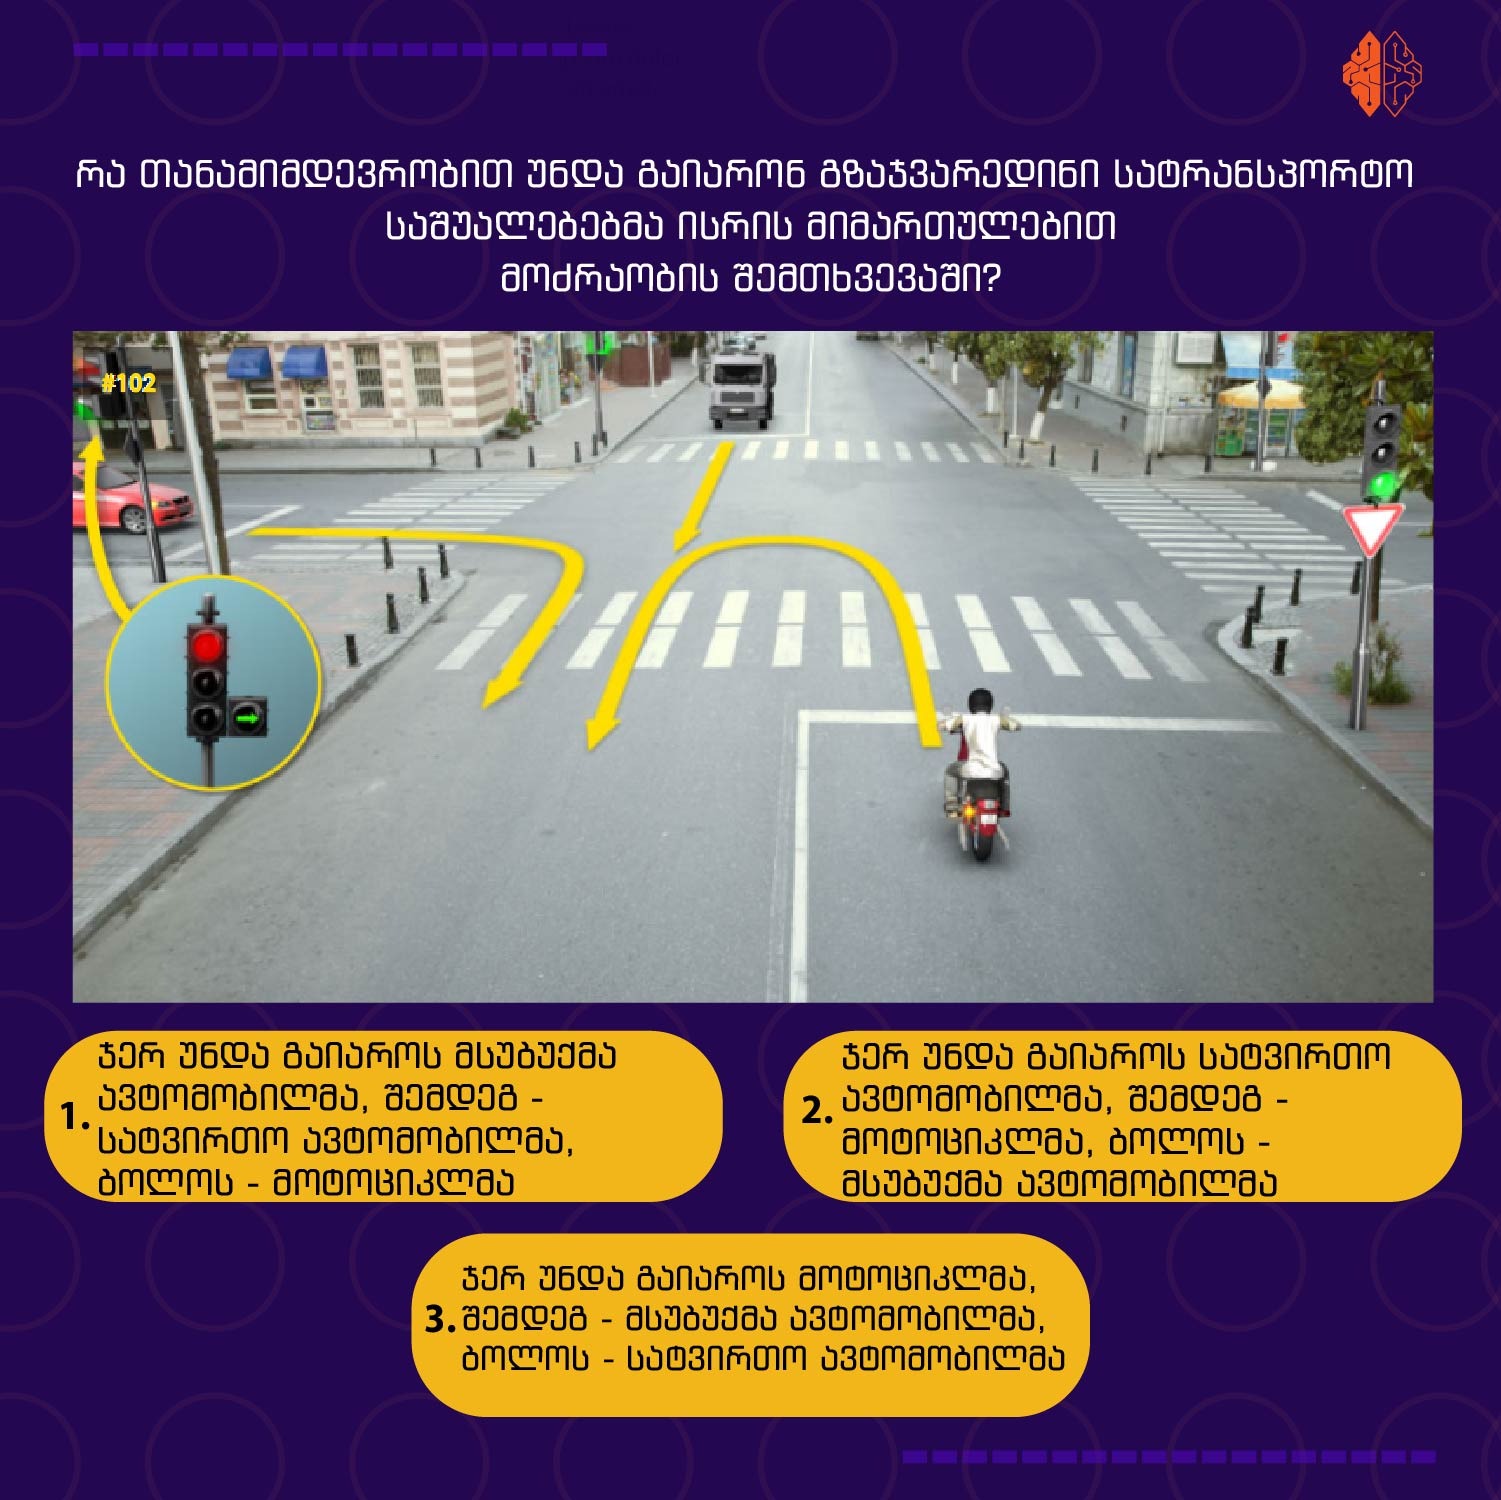 რა თანამიმდევრობით უნდა გაიარონ გზაჯვარედინი სატრანსპორტო
საშუალებებმა ისრის მიმართულებით
მოძრაობის შემთხვევაში?
#102
1. ჯერ უნდა გაიაროს მსუბუქმა
ავტომობილმა, შემდეგ -
სატვირთო ავტომობილმა,
ბოლოს - მოტოციკლმა
2. ჯერ უნდა გაიაროს სატვირთო
ავტომობილმა, შემდეგ -
მოტოციკლმა, ბოლოს -
მსუბუქმა ავტომობილმა
3. ჯერ უნდა გაიაროს მოტოციკლმა,
შემდეგ - მსუბუქმა ავტომობილმა,
ბოლოს - სატვირთო ავტომობილმა